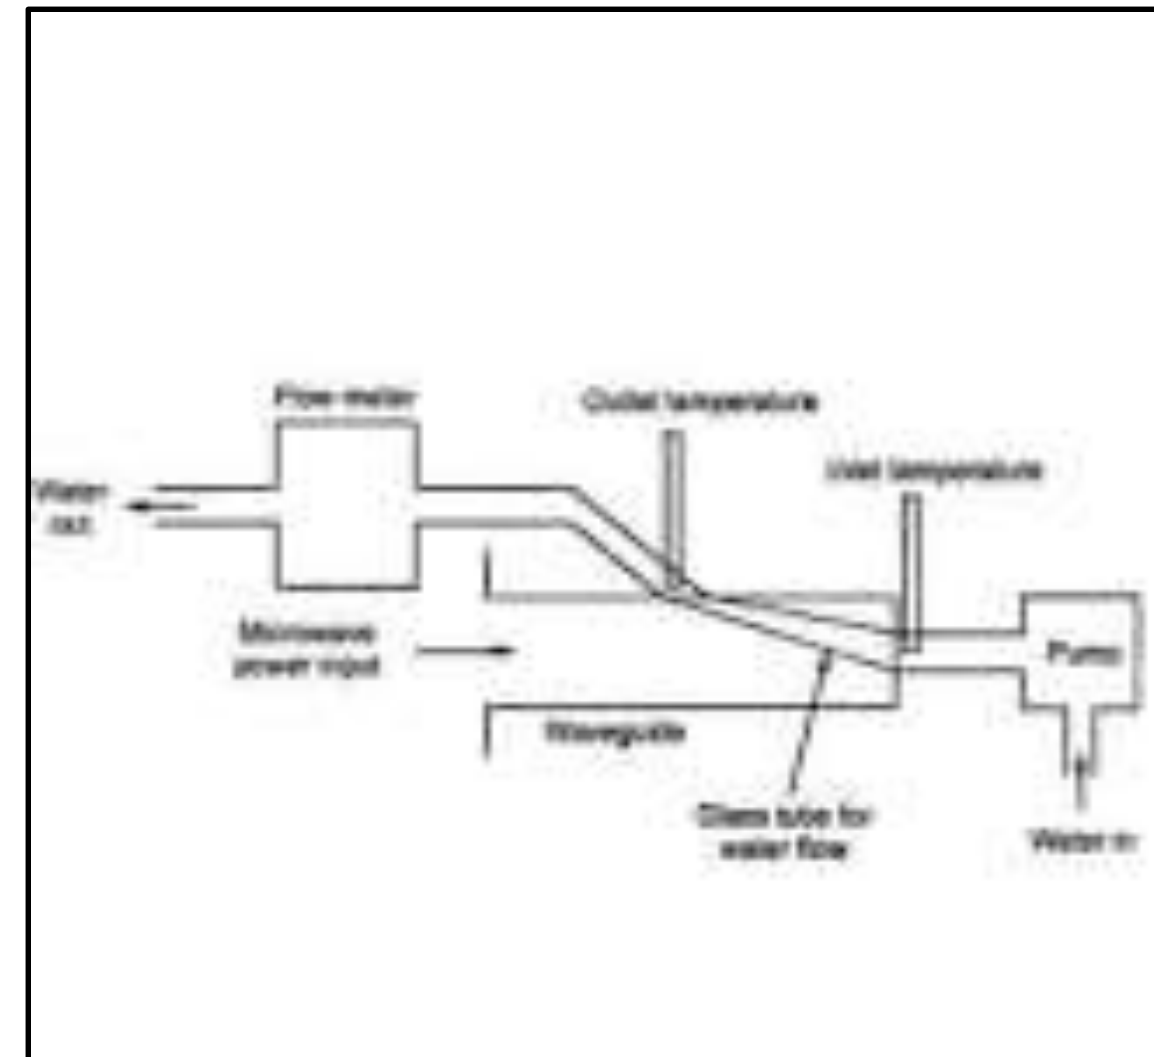 Flow meter
Outlet temperature
Inlet temperature
Water
out
Microwave
power input
Pump
Waveguide
Glass tube for
water flow
Water in